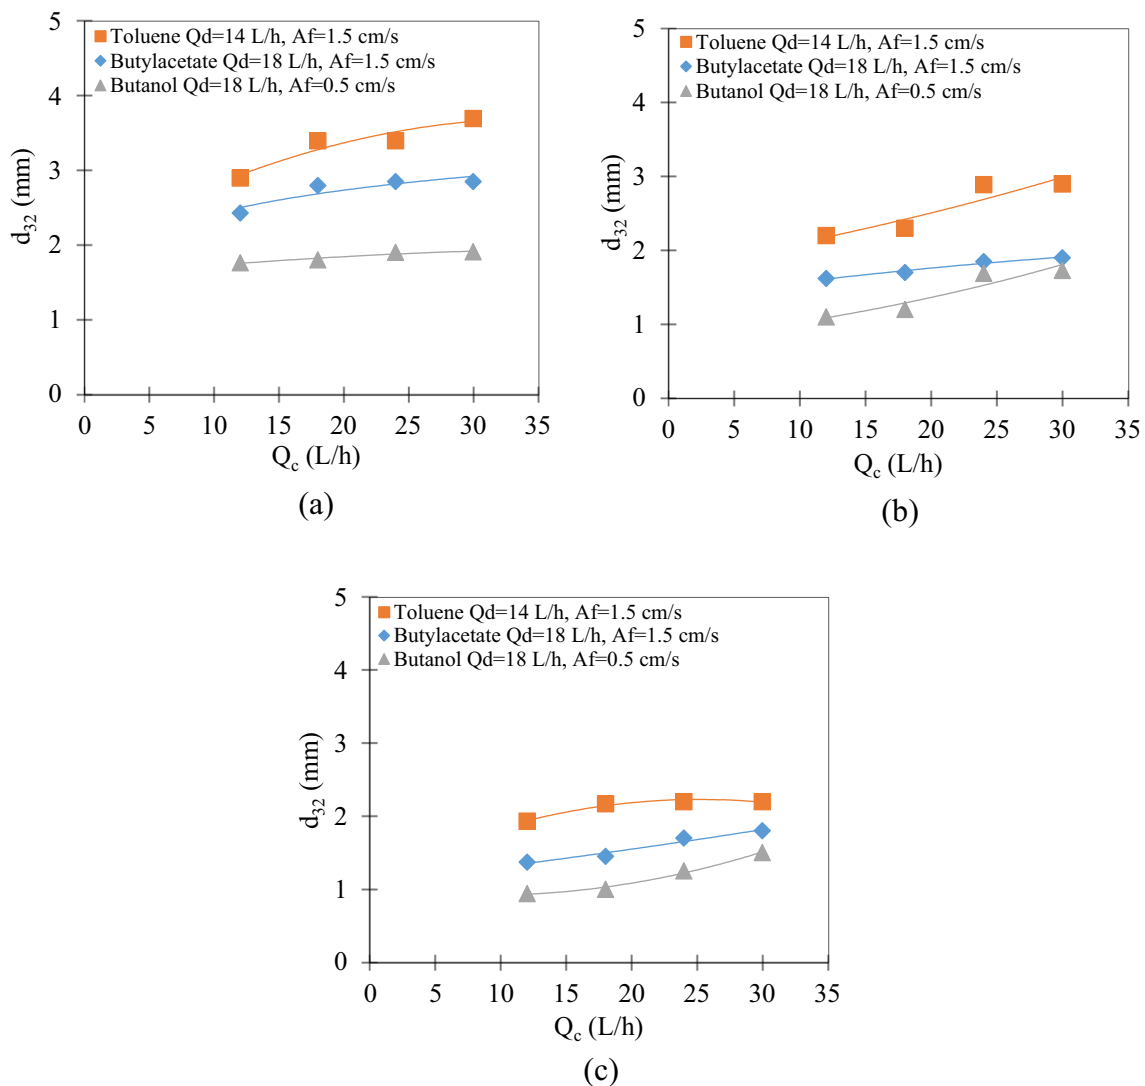 5
4
3
2
1
0
d32 (mm)
Toluene Qd=14 L/h, Af=1.5 cm/s
Butylacetate Qd=18 L/h, Af=1.5 cm/s
Butanol Qd=18 L/h, Af=0.5 cm/s
0 5 10 15 20 25 30 35
Qc (L/h)
(a)
5
4
3
2
1
0
d32 (mm)
Toluene Qd=14 L/h, Af=1.5 cm/s
Butylacetate Qd=18 L/h, Af=1.5 cm/s
Butanol Qd=18 L/h, Af=0.5 cm/s
0 5 10 15 20 25 30 35
Qc (L/h)
(b)
5
4
3
2
1
0
d32 (mm)
Toluene Qd=14 L/h, Af=1.5 cm/s
Butylacetate Qd=18 L/h, Af=1.5 cm/s
Butanol Qd=18 L/h, Af=0.5 cm/s
0 5 10 15 20 25 30 35
Qc (L/h)
(c)